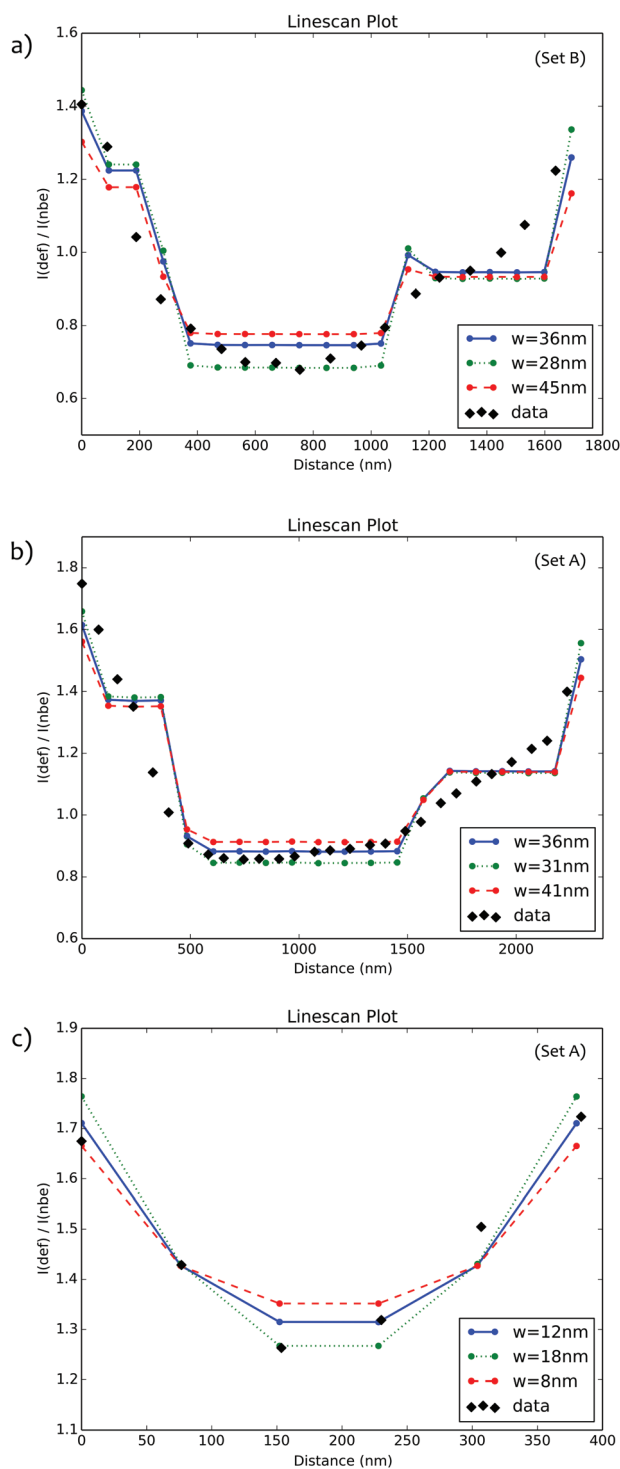 a)
Linescan Plot
(Set B)
1.6
1.4
1.2
1.0
0.8
0.6
I(def) / I(nbe)
w=36nm
w=28nm
w=45nm
data
0 200 400 600 800 1000 1200 1400 1600 1800
Distance (nm)
b)
Linescan Plot
(Set A)
1.8
1.6
1.4
1.2
1.0
0.8
0.6
I(def) / I(nbe)
w=36nm
w=31nm
w=41nm
data
0 500 1000 1500 2000
Distance (nm)
c)
Linescan Plot
(Set A)
1.9
1.8
1.7
1.6
1.5
1.4
1.3
1.2
1.1
I(def) / I(nbe)
w=12nm
w=18nm
w=8nm
data
0 50 100 150 200 250 300 350 400
Distance (nm)